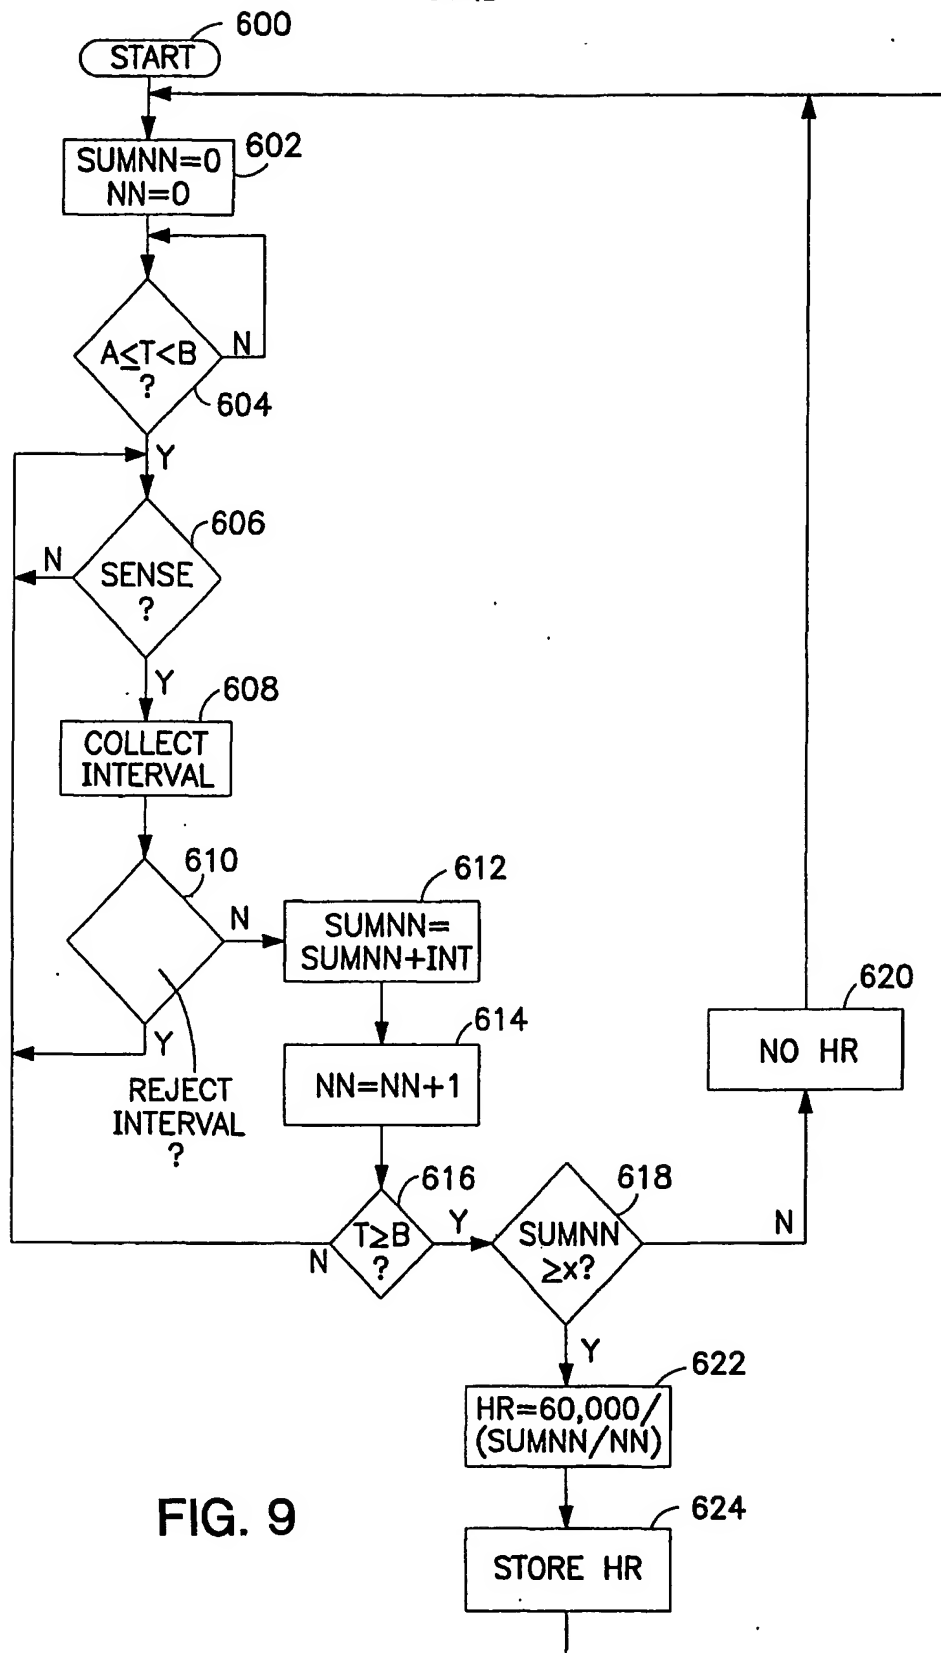 600
START
602
SUMNN=0
NN=0
A≤T<B
?
N
604
Y
606
N
SENSE
?
Y
608
COLLECT
INTERVAL
610
N
612
SUMNN=
SUMNN+INT
Y
REJECT
INTERVAL
?
614
NN=NN+1
620
NO HR
616
T≥B
?
N
Y
618
SUMNN
≥x?
N
Y
622
HR=60,000/
(SUMNN/NN)
624
STORE HR
FIG. 9